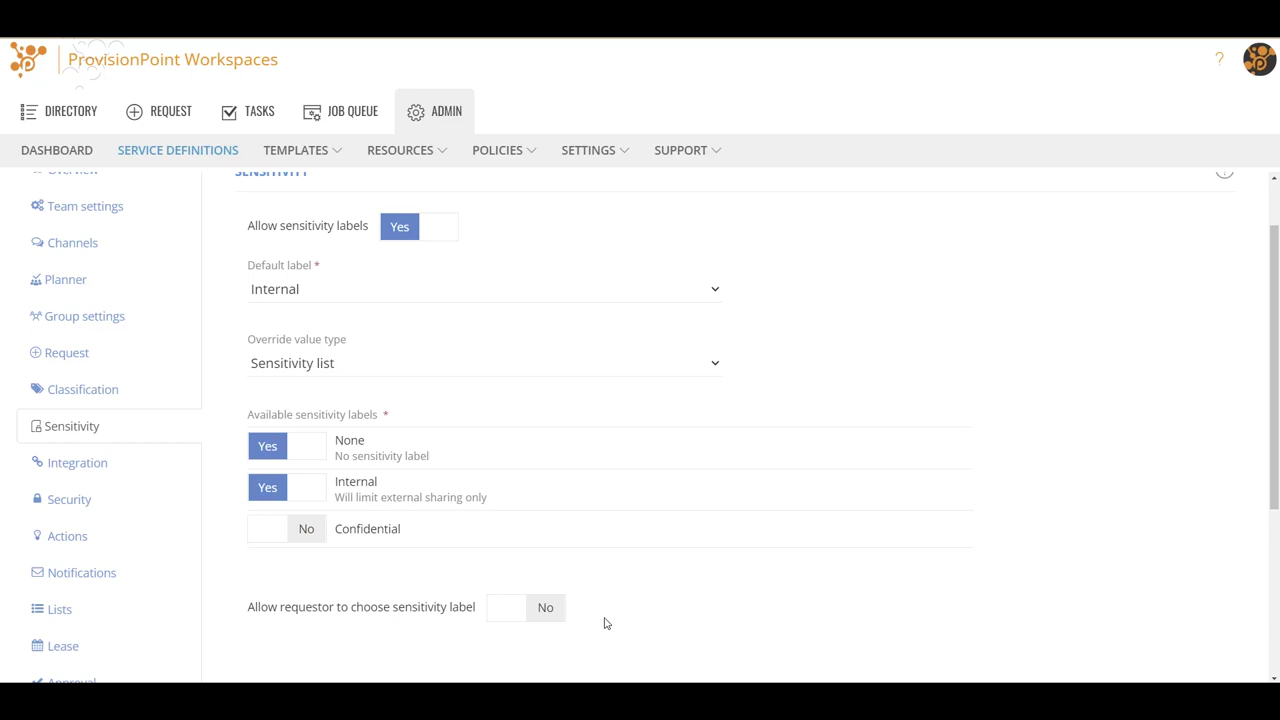 ProvisionPoint Workspaces
?
DIRECTORY REQUEST TASKS JOB QUEUE ADMIN
DASHBOARD SERVICE DEFINITIONS TEMPLATES RESOURCES POLICIES SETTINGS SUPPORT
Overview
Team settings
Channels
Planner
Group settings
Request
Classification
Sensitivity
Integration
Security
Actions
Notifications
Lists
Lease
Approval
SENSITIVITY
Allow sensitivity labels Yes
Default label *
Internal
Override value type
Sensitivity list
Available sensitivity labels *
Yes None
No sensitivity label
Yes Internal
Will limit external sharing only
No Confidential
Allow requestor to choose sensitivity label No